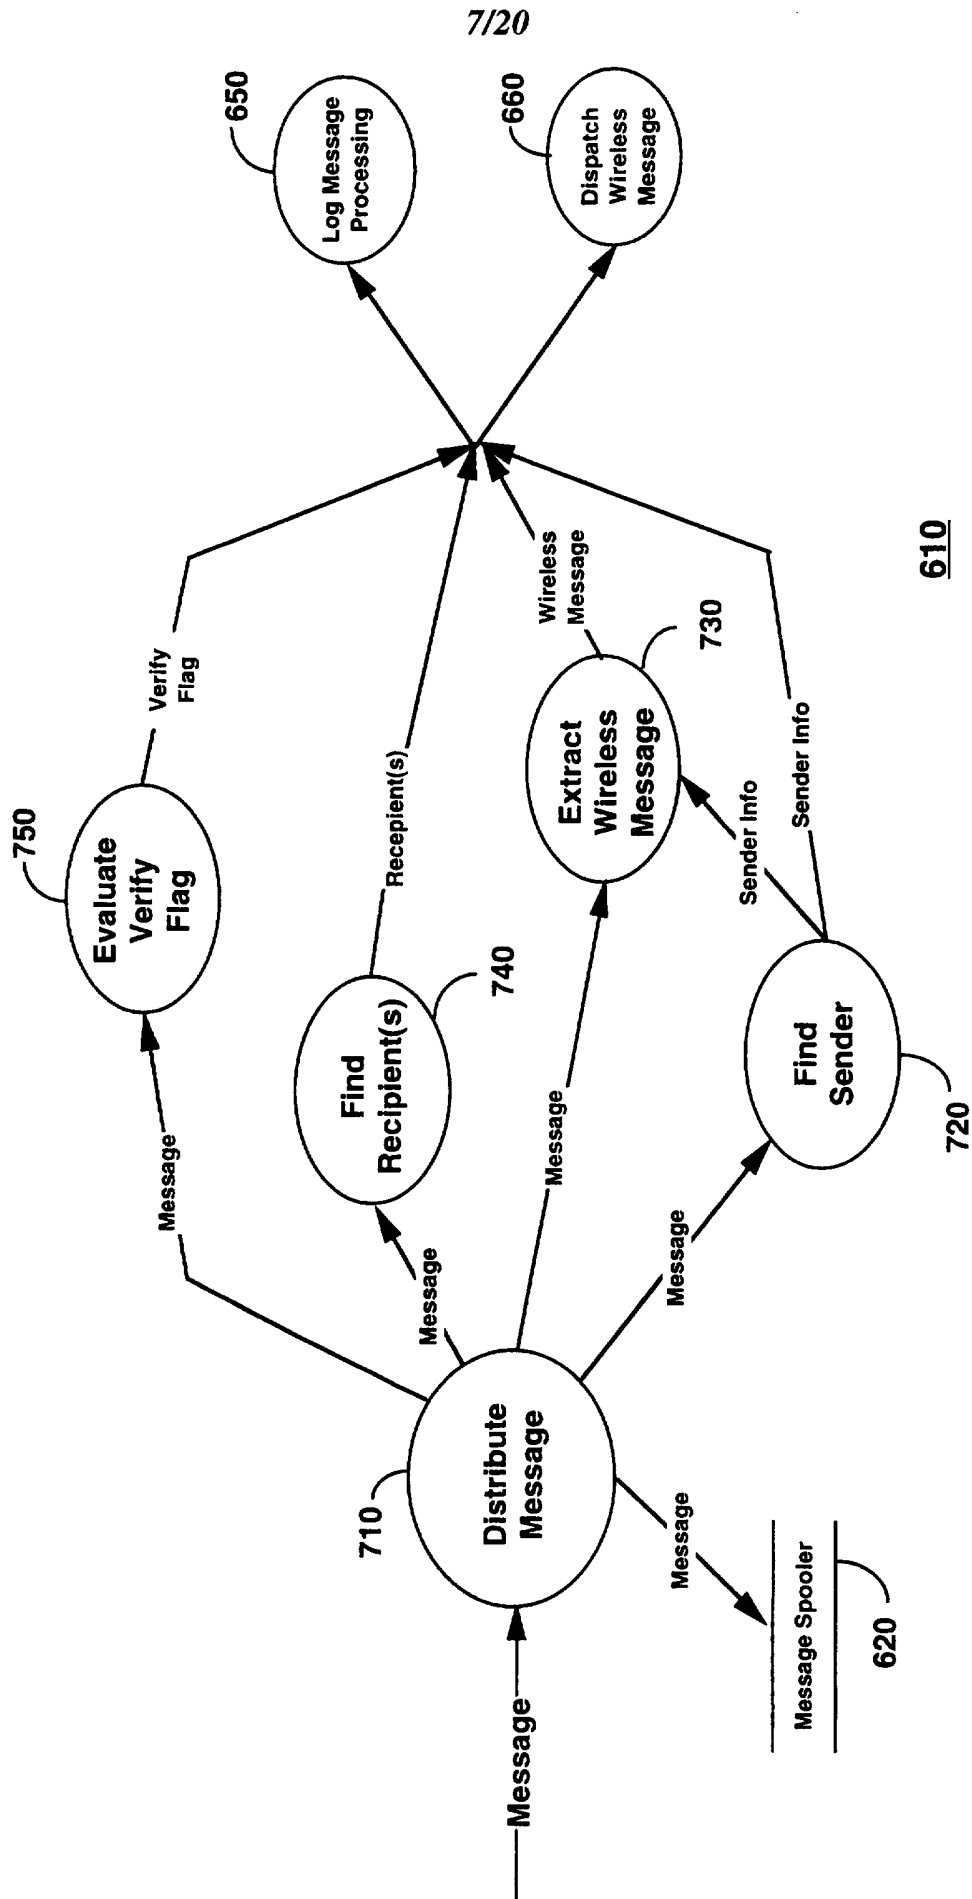 7/20
650
Log Message
Processing
660
Dispatch
Wireless
Message
750
Evaluate
Verify
Flag
Verify
Flag
Message
Find
Recipient(s)
740
Recepient(s)
Message
Extract
Wireless
Message
730
Wireless
Message
Message
Find
Sender
720
Sender Info
Sender Info
Message
710
Distribute
Message
Message
Message
Message Spooler
620
610